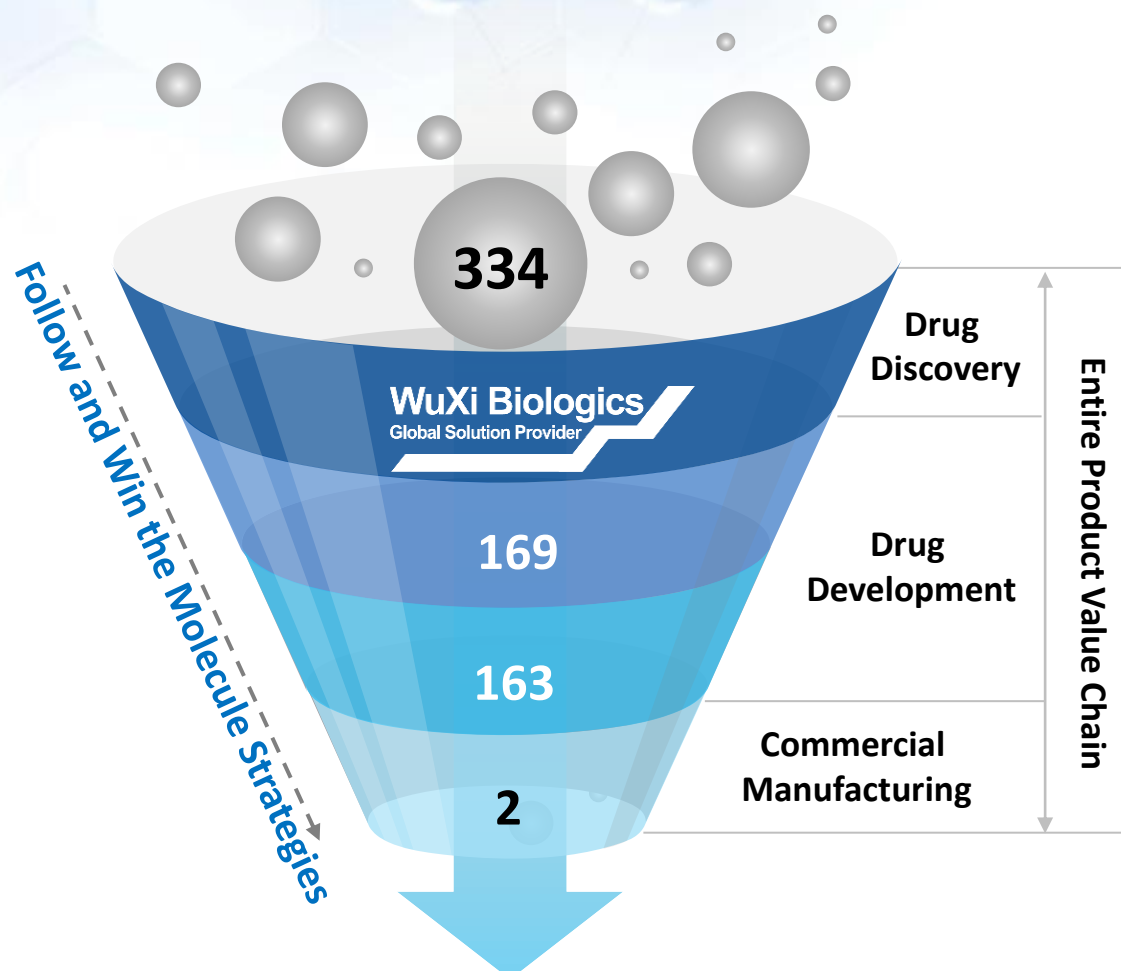 334
WuXi Biologics
Global Solution Provider
169
163
2
Follow and Win the Molecule Strategies
Drug
Discovery
Drug
Development
Commercial
Manufacturing
Entire Product Value Chain